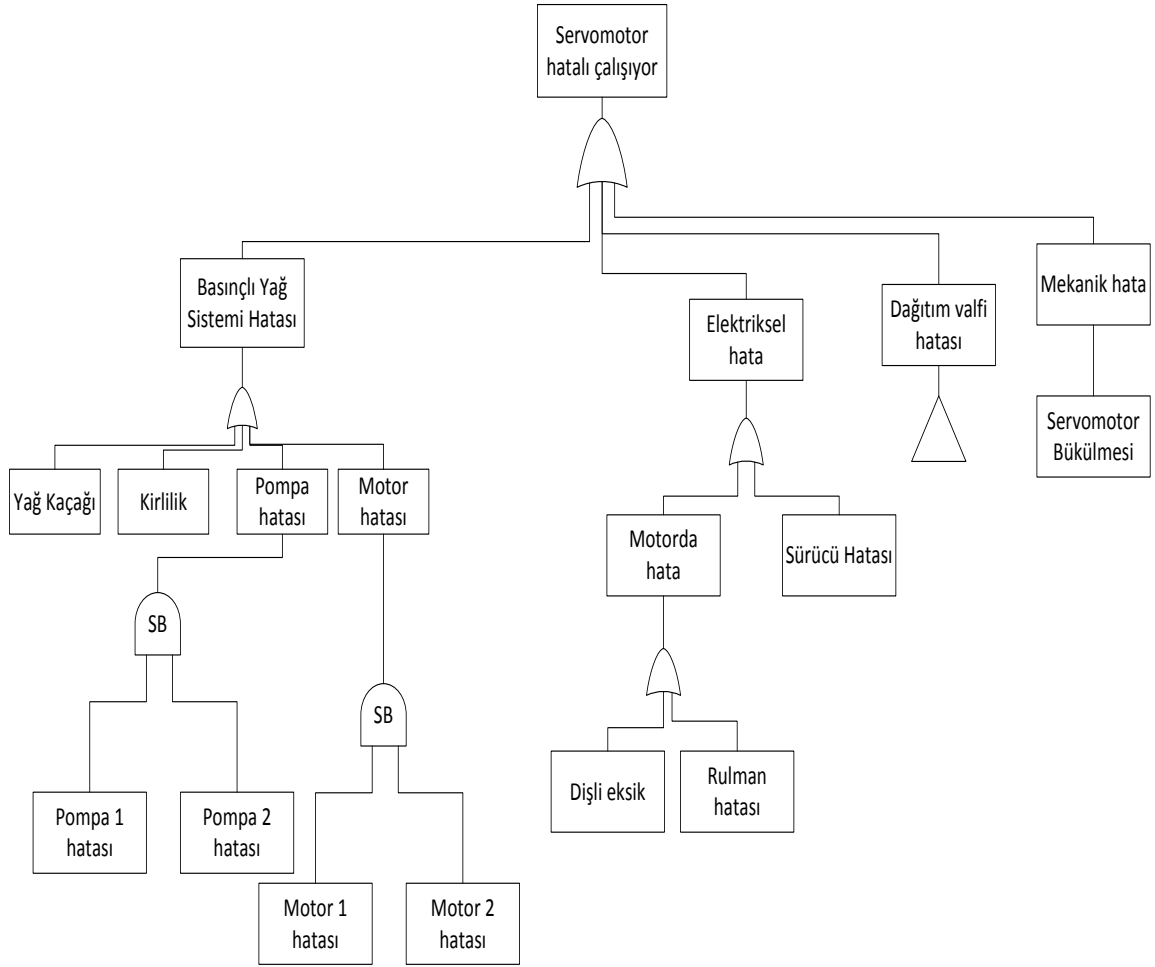 Servomotor
hatalı çalışıyor
Basınçlı Yağ
Sistemi Hatası
Elektriksel
hata
Dağıtım valfi
hatası
Mekanik hata
Servomotor
Bükülmesi
Yağ Kaçağı
Kirlilik
Pompa
hatası
Motor
hatası
Motorda
hata
Sürücü Hatası
SB
SB
Dişli eksik
Rulman
hatası
Pompa 1
hatası
Pompa 2
hatası
Motor 1
hatası
Motor 2
hatası